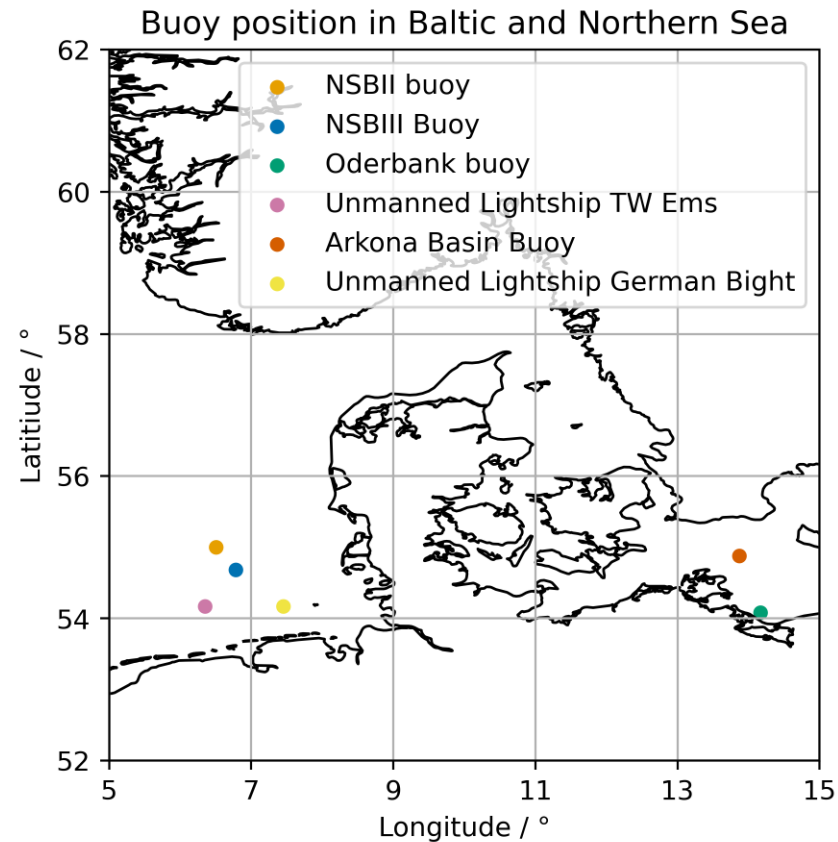 Buoy position in Baltic and Northern Sea
62
NSBII buoy
NSBIII Buoy
Oderbank buoy
60
Unmanned Lightship TW Ems
Arkona Basin Buoy
Unmanned Lightship German Bight
58
Latitiude / °
56
54
52
5 7 9 11 13 15
Longitude / °